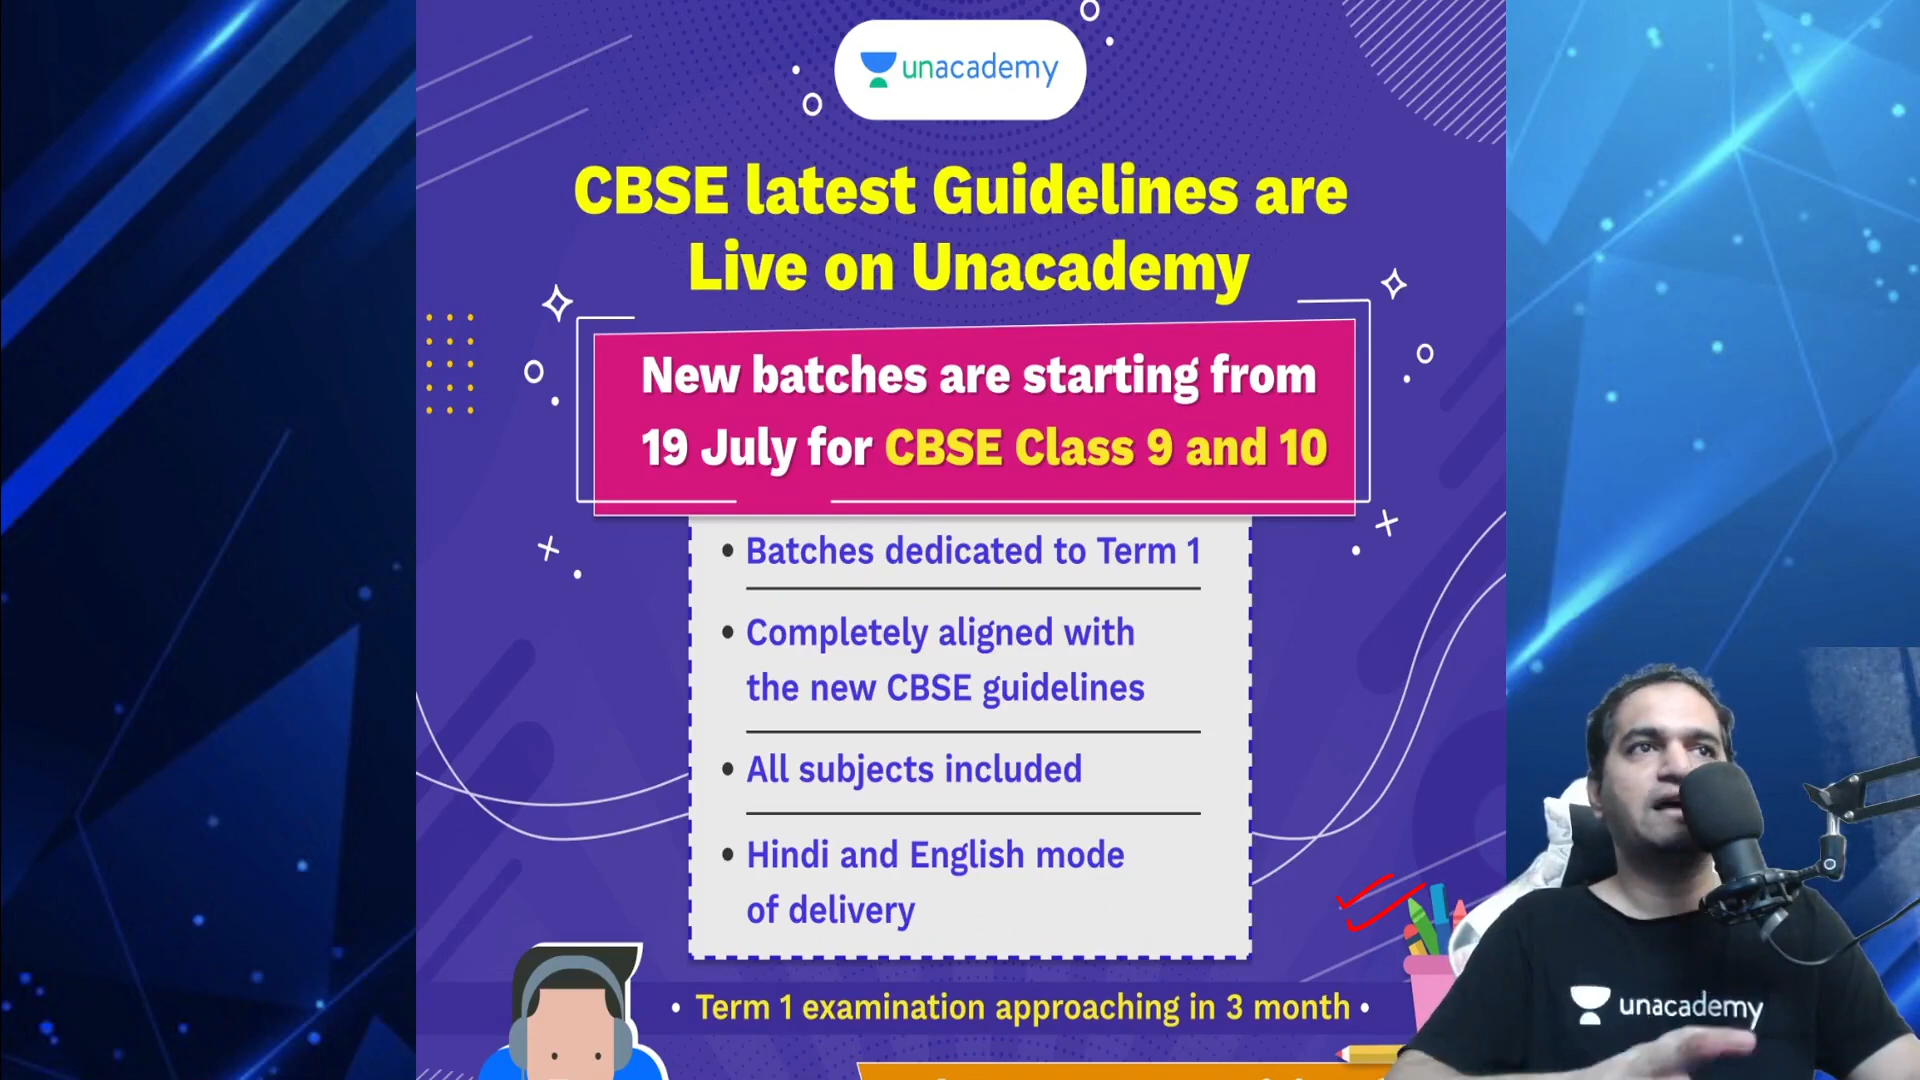 unacademy
CBSE latest Guidelines are
Live on Unacademy
New batches are starting from
19 July for CBSE Class 9 and 10
• Batches dedicated to Term 1
• Completely aligned with
the new CBSE guidelines
• All subjects included
• Hindi and English mode
of delivery
• Term 1 examination approaching in 3 month •
unacademy